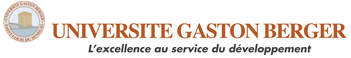 UNIVERSITE GASTON BERGER
L'excellence au service du développement